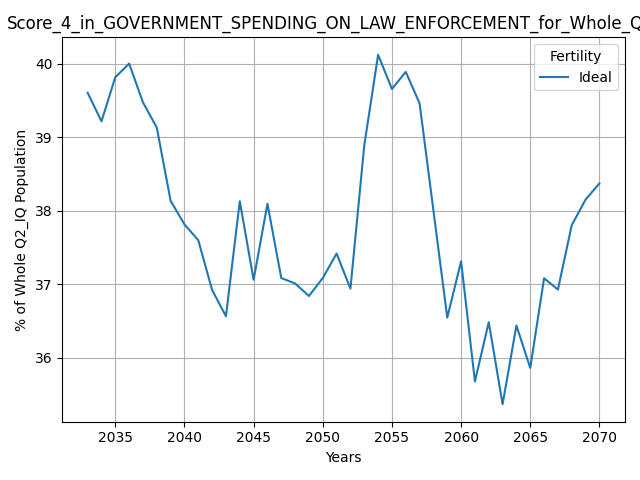 Score_4_in_GOVERNMENT_SPENDING_ON_LAW_ENFORCEMENT_for_Whole_Q
Fertility
Ideal
% of Whole Q2_IQ Population
40
39
38
37
36
2035 2040 2045 2050 2055 2060 2065 2070
Years